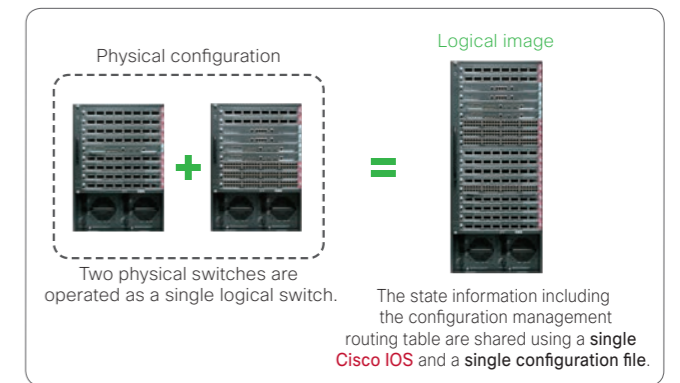 Physical configuration
Two physical switches are
operated as a single logical switch.
Logical image
The state information including
the configuration management
routing table are shared using a single
Cisco IOS and a single configuration file.